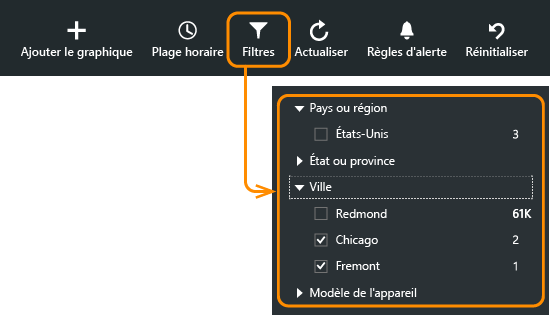 Ajouter le graphique Plage horaire Filtres Actualiser Règles d'alerte Réinitialiser
Pays ou région
États-Unis 3
État ou province
Ville
Redmond 61K
Chicago 2
Fremont 1
Modèle de l'appareil